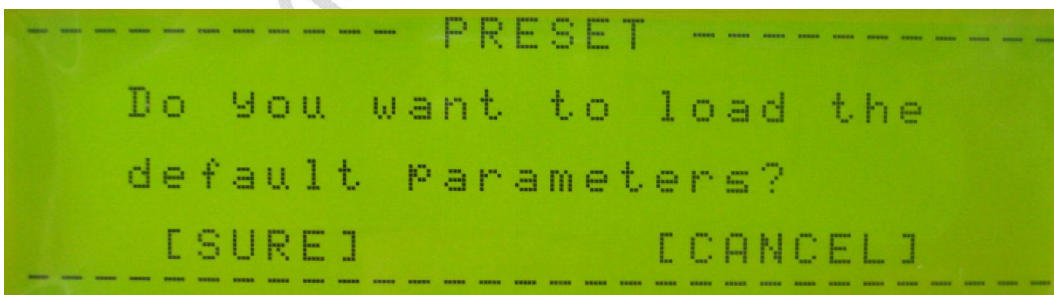 ----------- PRESET -----------
Do you want to load the
default parameters?
[SURE] [CANCEL]
------------------------------